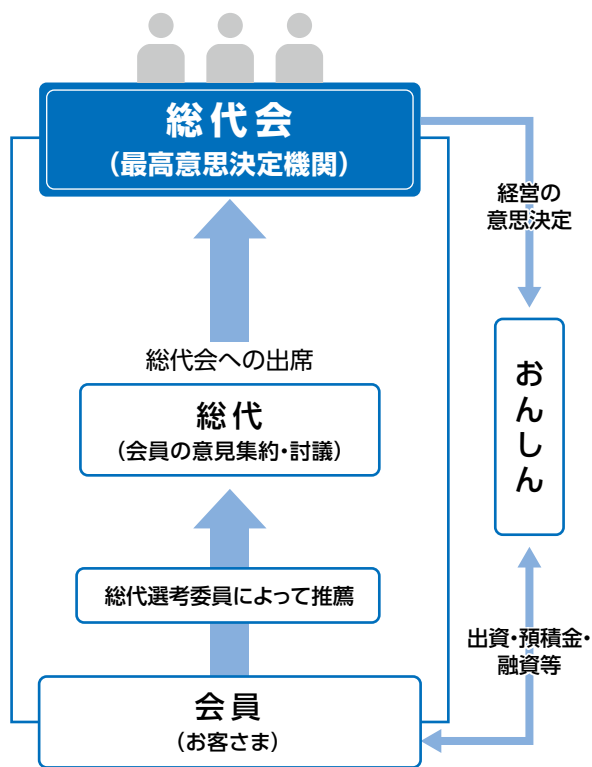 総代会
（最高意思決定機関）
経営の
意思決定
総代会への出席
総代
（会員の意見集約・討議）
おんしん
総代選考委員によって推薦
出資・預積金・
融資等
会員
（お客さま）